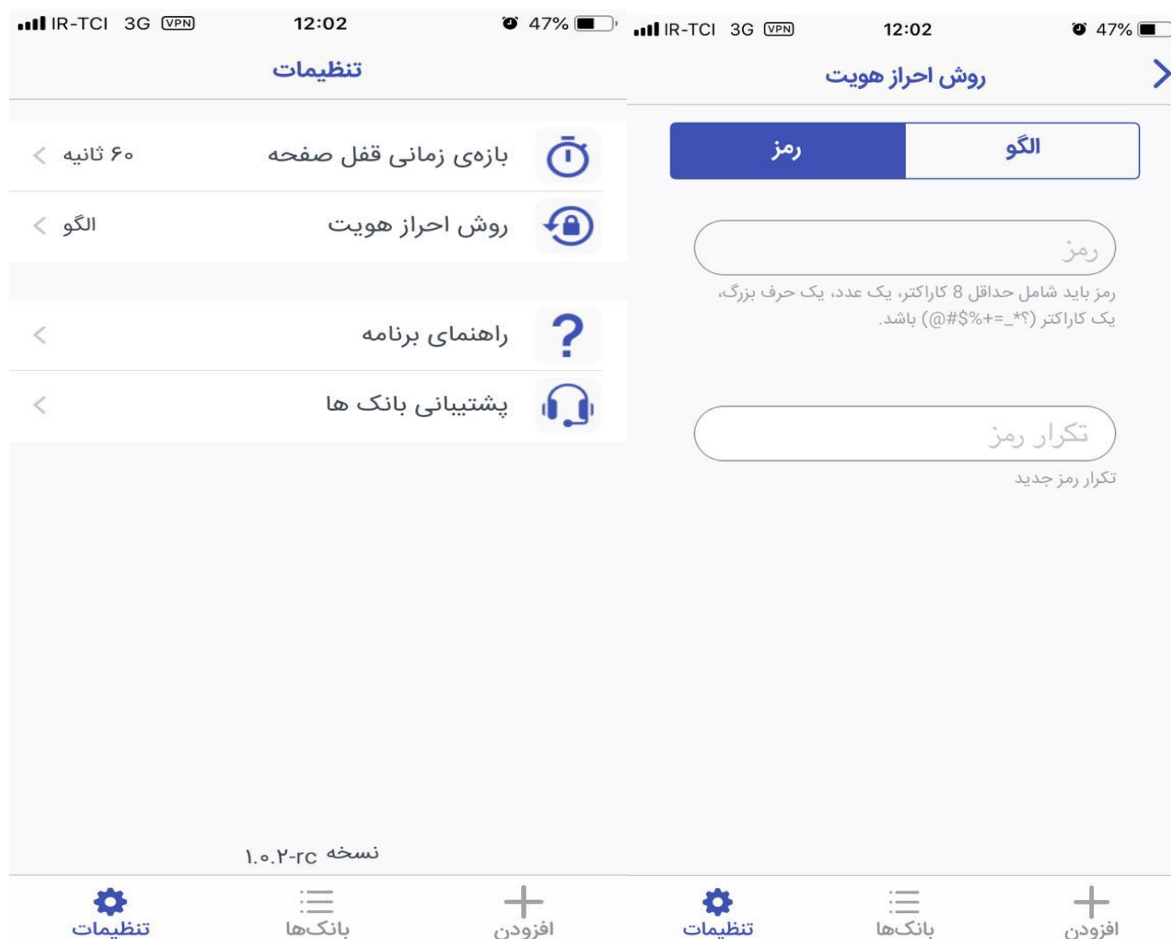 IR-TCI 3G VPN 12:02 47%
تنظیمات
بازه‌ی زمانی قفل صفحه ۶۰ ثانیه
روش احراز هویت الگو
راهنمای برنامه
پشتیبانی بانک ها
نسخه ۱.۰.۲-rc
افزودن بانک‌ها تنظیمات
IR-TCI 3G VPN 12:02 47%
روش احراز هویت
الگو رمز
رمز
رمز باید شامل حداقل 8 کاراکتر، یک عدد، یک حرف بزرگ،
یک کاراکتر (؟*_=+%$#@) باشد.
تکرار رمز
تکرار رمز جدید
افزودن بانک‌ها تنظیمات